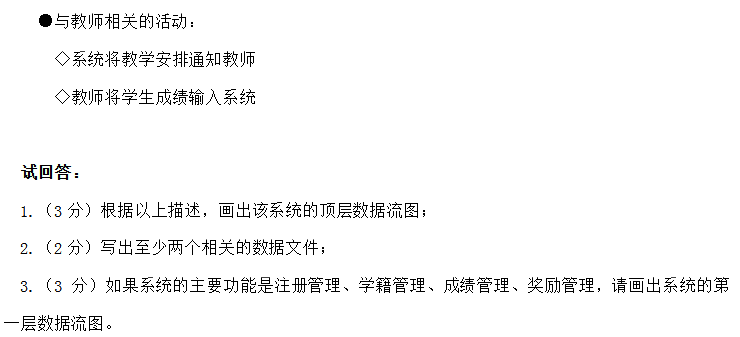 ●与教师相关的活动：
◇系统将教学安排通知教师
◇教师将学生成绩输入系统
试回答：
1.（3 分）根据以上描述，画出该系统的顶层数据流图；
2.（2 分）写出至少两个相关的数据文件；
3.（3 分）如果系统的主要功能是注册管理、学籍管理、成绩管理、奖励管理，请画出系统的第
一层数据流图。